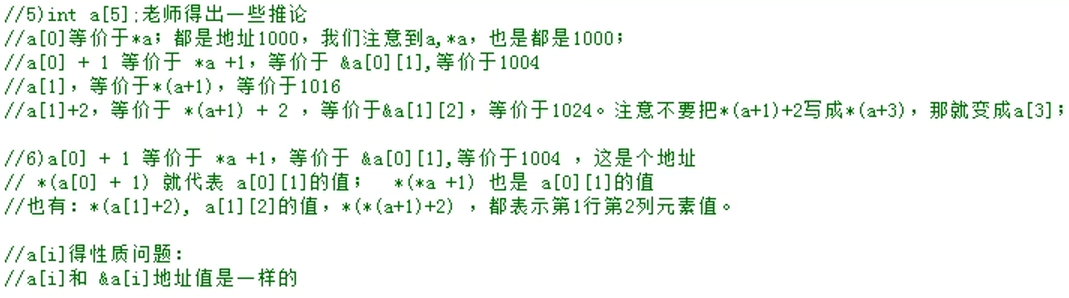 //5)int a[5];老师得出一些推论
//a[0]等价于*a；都是地址1000，我们注意到a,*a，也是都是1000；
//a[0] + 1 等价于 *a +1，等价于 &a[0][1],等价于1004
//a[1]，等价于*(a+1)，等价于1016
//a[1]+2，等价于 *(a+1) + 2 ，等价于&a[1][2]，等价于1024。注意不要把*(a+1)+2写成*(a+3)，那就变成a[3]；
//6)a[0] + 1 等价于 *a +1，等价于 &a[0][1],等价于1004 ，这是个地址
// *(a[0] + 1) 就代表 a[0][1]的值；  *(*a +1) 也是 a[0][1]的值
//也有：*(a[1]+2), a[1][2]的值，*(*(a+1)+2) ，都表示第1行第2列元素值。
//a[i]得性质问题：
//a[i]和 &a[i]地址值是一样的